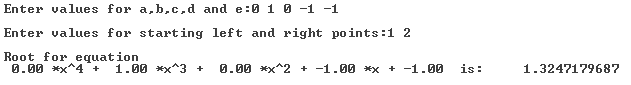 Enter values for a,b,c,d and e:0 1 0 -1 -1
Enter values for starting left and right points:1 2
Root for equation
0.00 *x^4 + 1.00 *x^3 + 0.00 *x^2 + -1.00 *x + -1.00 is: 1.3247179687